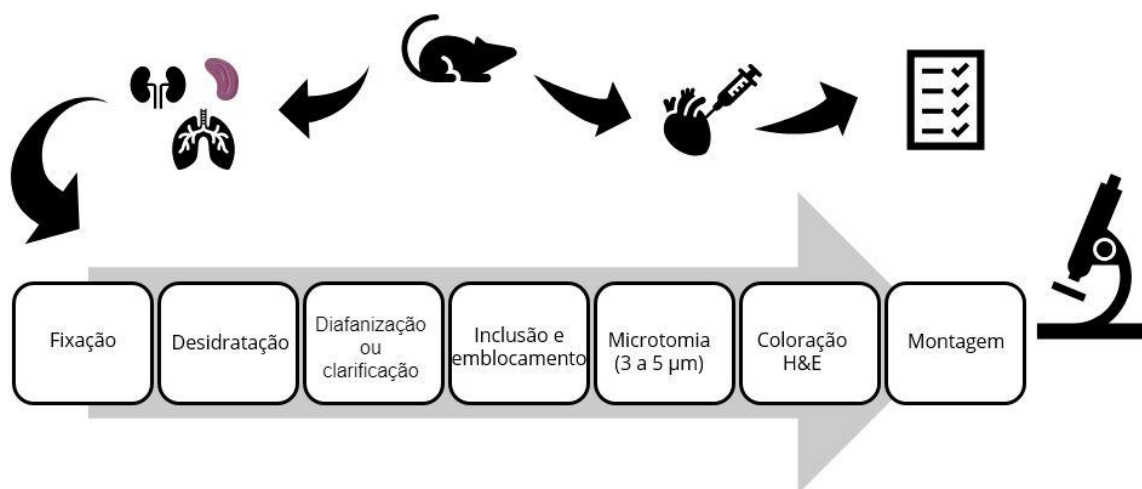 Fixação
Desidratação
Diafanização
ou
clarificação
Inclusão e
emblocamento
Microtomia
(3 a 5 µm)
Coloração
H&E
Montagem